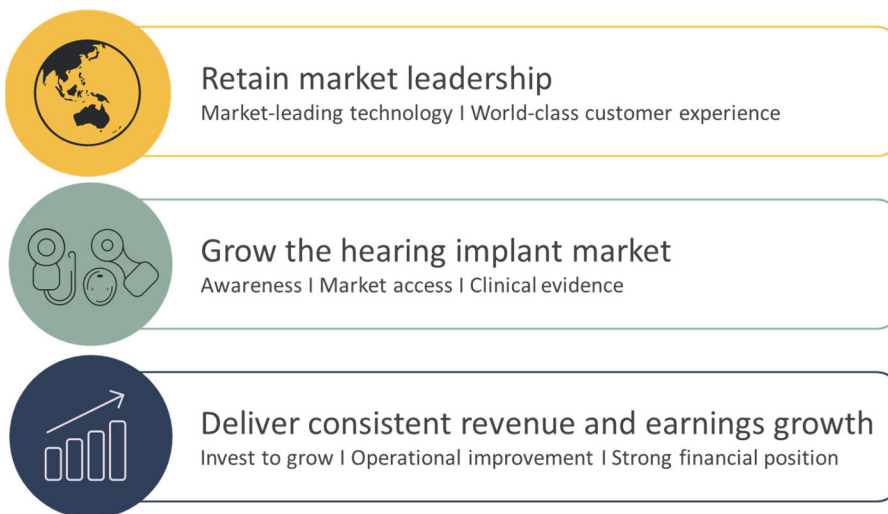 Retain market leadership
Market-leading technology I World-class customer experience
Grow the hearing implant market
Awareness I Market access I Clinical evidence
Deliver consistent revenue and earnings growth
Invest to grow I Operational improvement I Strong financial position